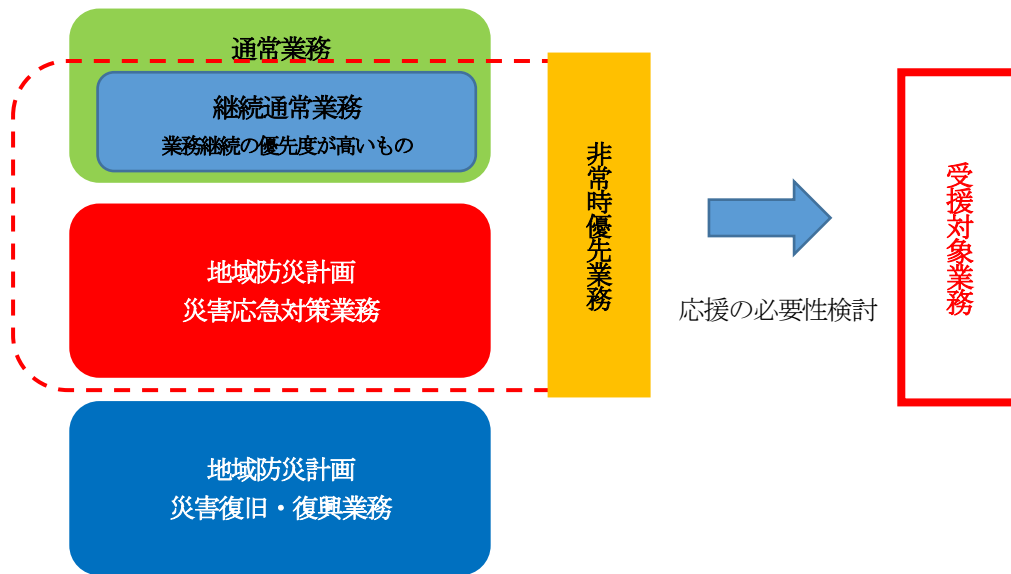 通常業務
継続通常業務
業務継続の優先度が高いもの
地域防災計画
災害応急対策業務
地域防災計画
災害復旧・復興業務
非常時優先業務
応援の必要性検討
受援対象業務